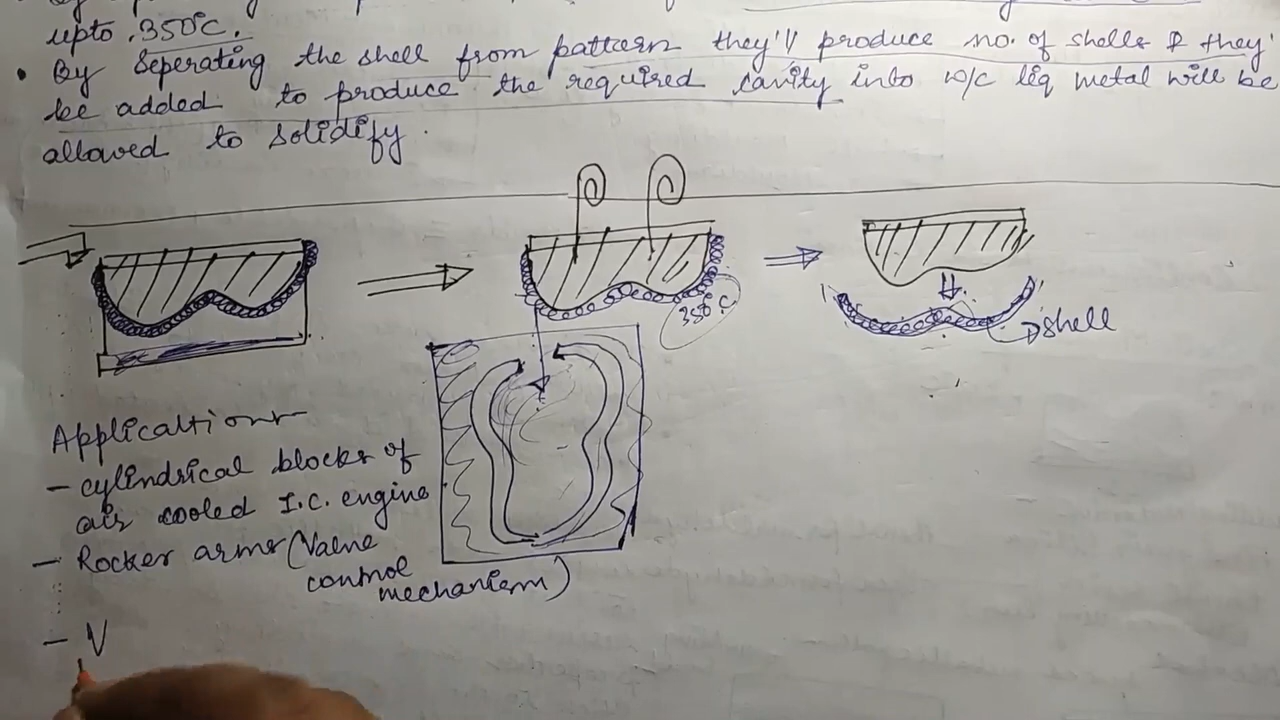 upto 350°C.
• By Seperating the shell from pattern they'll produce no. of shells & they'
be added to produce the required cavity into w/c liq metal will be
allowed to solidify.
350°C
shell
Applications
- cylindrical blocks of
air cooled I.C. engine
- Rocker arms (Valve
control
mechanism)
- V